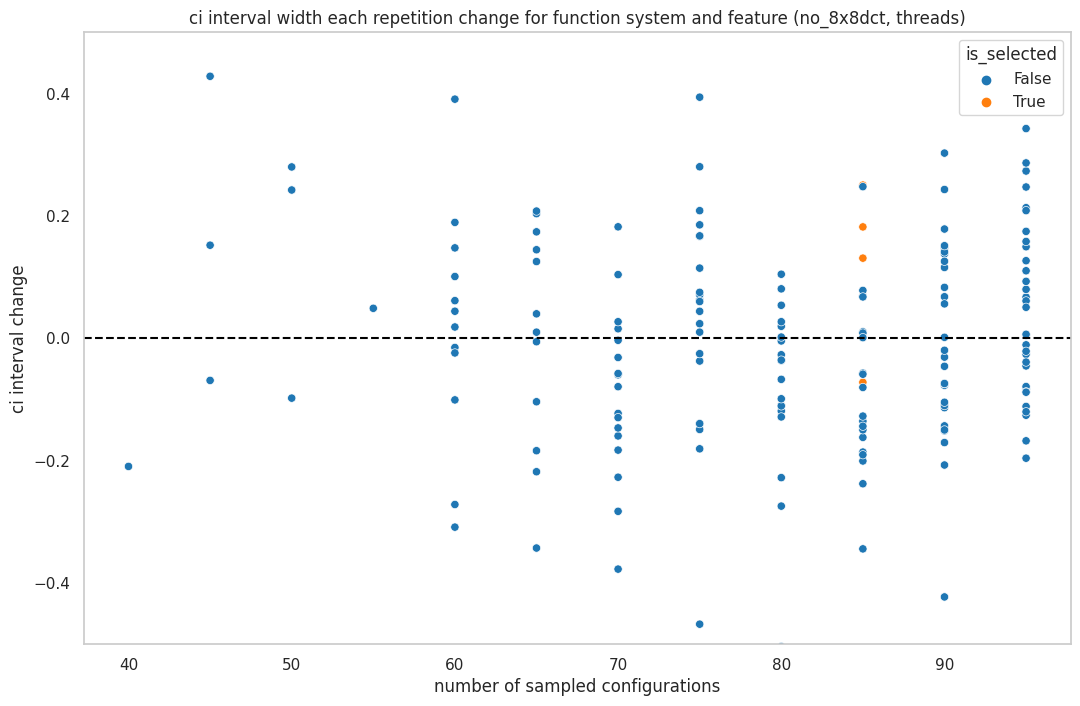 ci interval width each repetition change for function system and feature (no_8x8dct, threads)
is_selected
False
True
0.4
0.2
0.0
−0.2
−0.4
ci interval change
40
50
60
70
80
90
number of sampled configurations